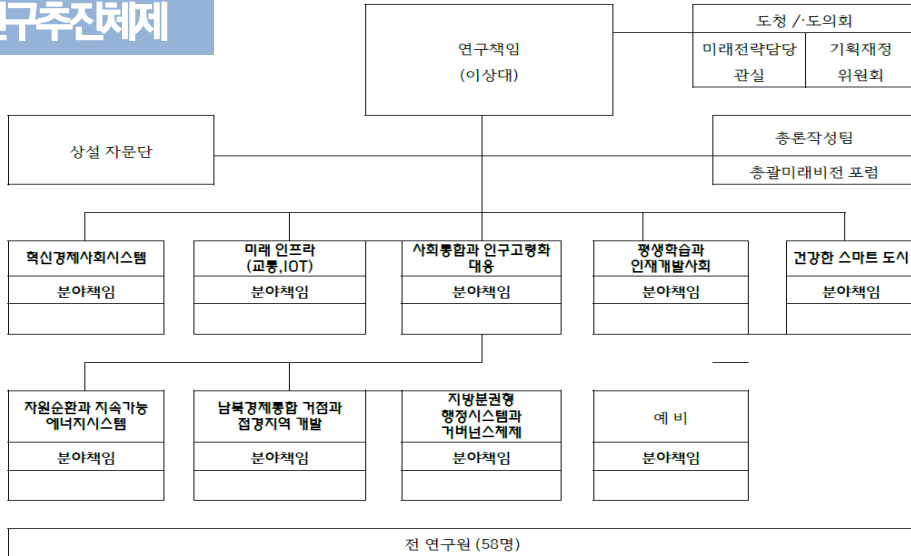 연구추진체제
연구책임
(이상대)
도청 /·도의회
미래전략담당
관실
기획재정
위원회
상설 자문단
총론작성팀
총괄미래비전 포럼
혁신경제사회시스템
분야책임
미래 인프라
(교통,IOT)
분야책임
사회통합과 인구고령화
대응
분야책임
평생학습과
인재개발사회
분야책임
건강한 스마트 도시
분야책임
자원순환과 지속가능
에너지시스템
분야책임
남북경제통합 거점과
접경지역 개발
분야책임
지방분권형
행정시스템과
거버넌스체제
분야책임
예 비
분야책임
전 연구원 (58명)